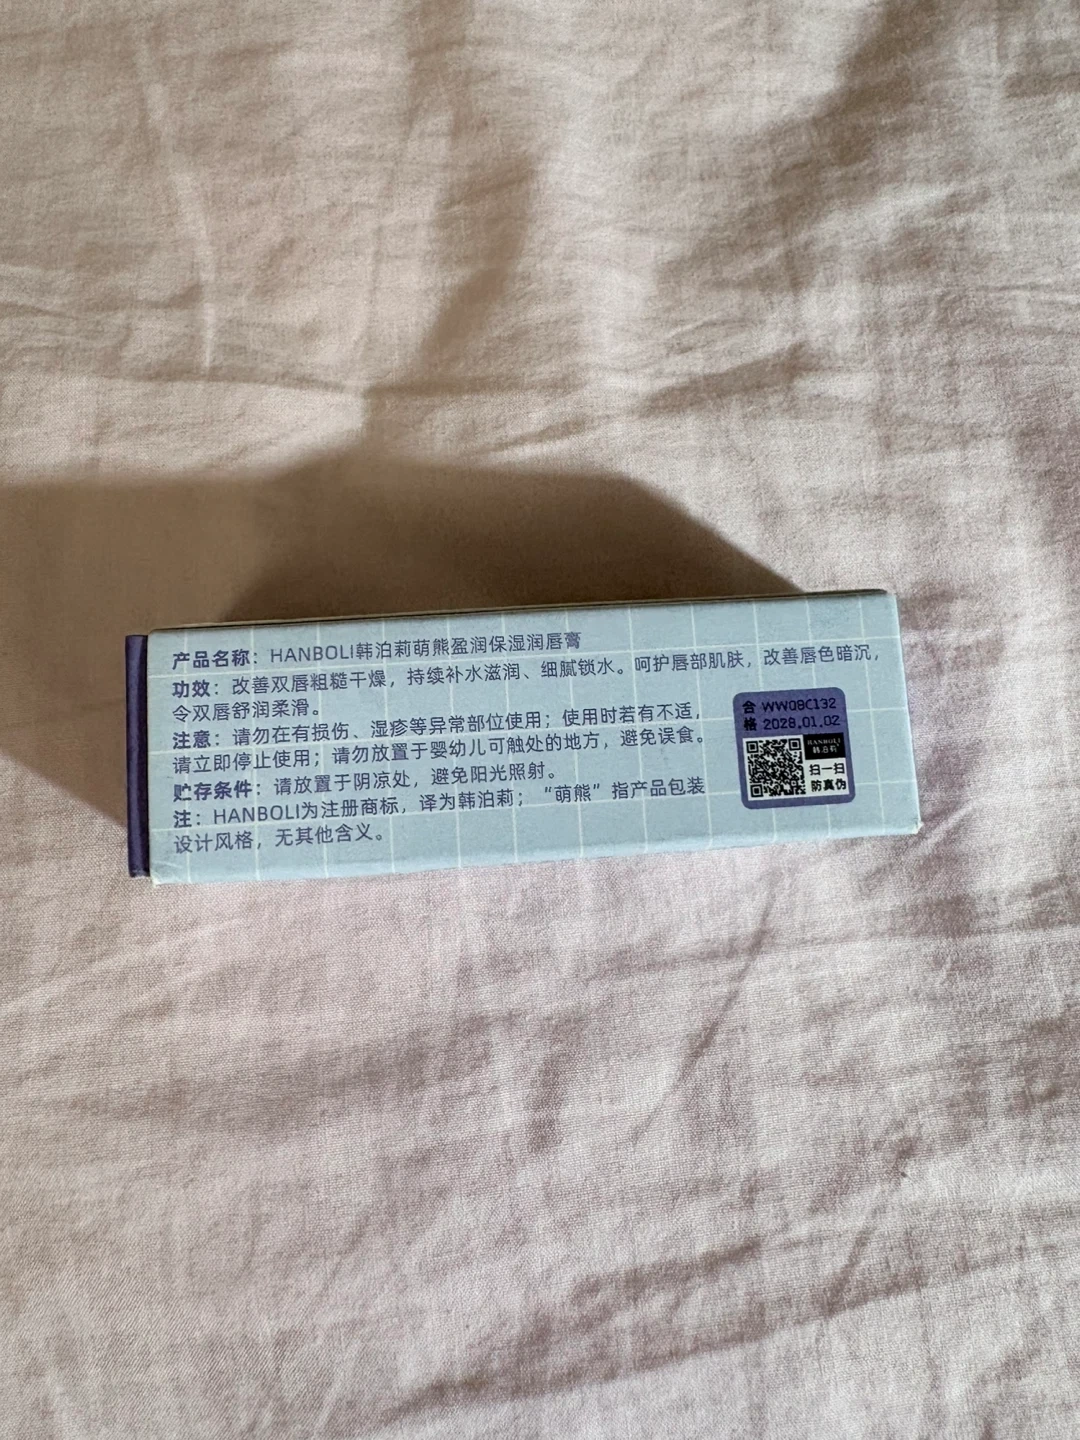 产品名称：HANBOLI韩泊莉萌熊盈润保湿润唇膏
功效：改善双唇粗糙干燥，持续补水滋润、细腻锁水。呵护唇部肌肤，改善唇色暗沉，
令双唇舒润柔滑。
注意：请勿在有损伤、湿疹等异常部位使用；使用时若有不适，
请立即停止使用；请勿放置于婴幼儿可触处的地方，避免误食。
贮存条件：请放置于阴凉处，避免阳光照射。
注：HANBOLI为注册商标，译为韩泊莉；“萌熊”指产品包装
设计风格，无其他含义。
合 WW08C132
格 2028.01.02
HANBOLI
韩泊莉
扫一扫
防真伪